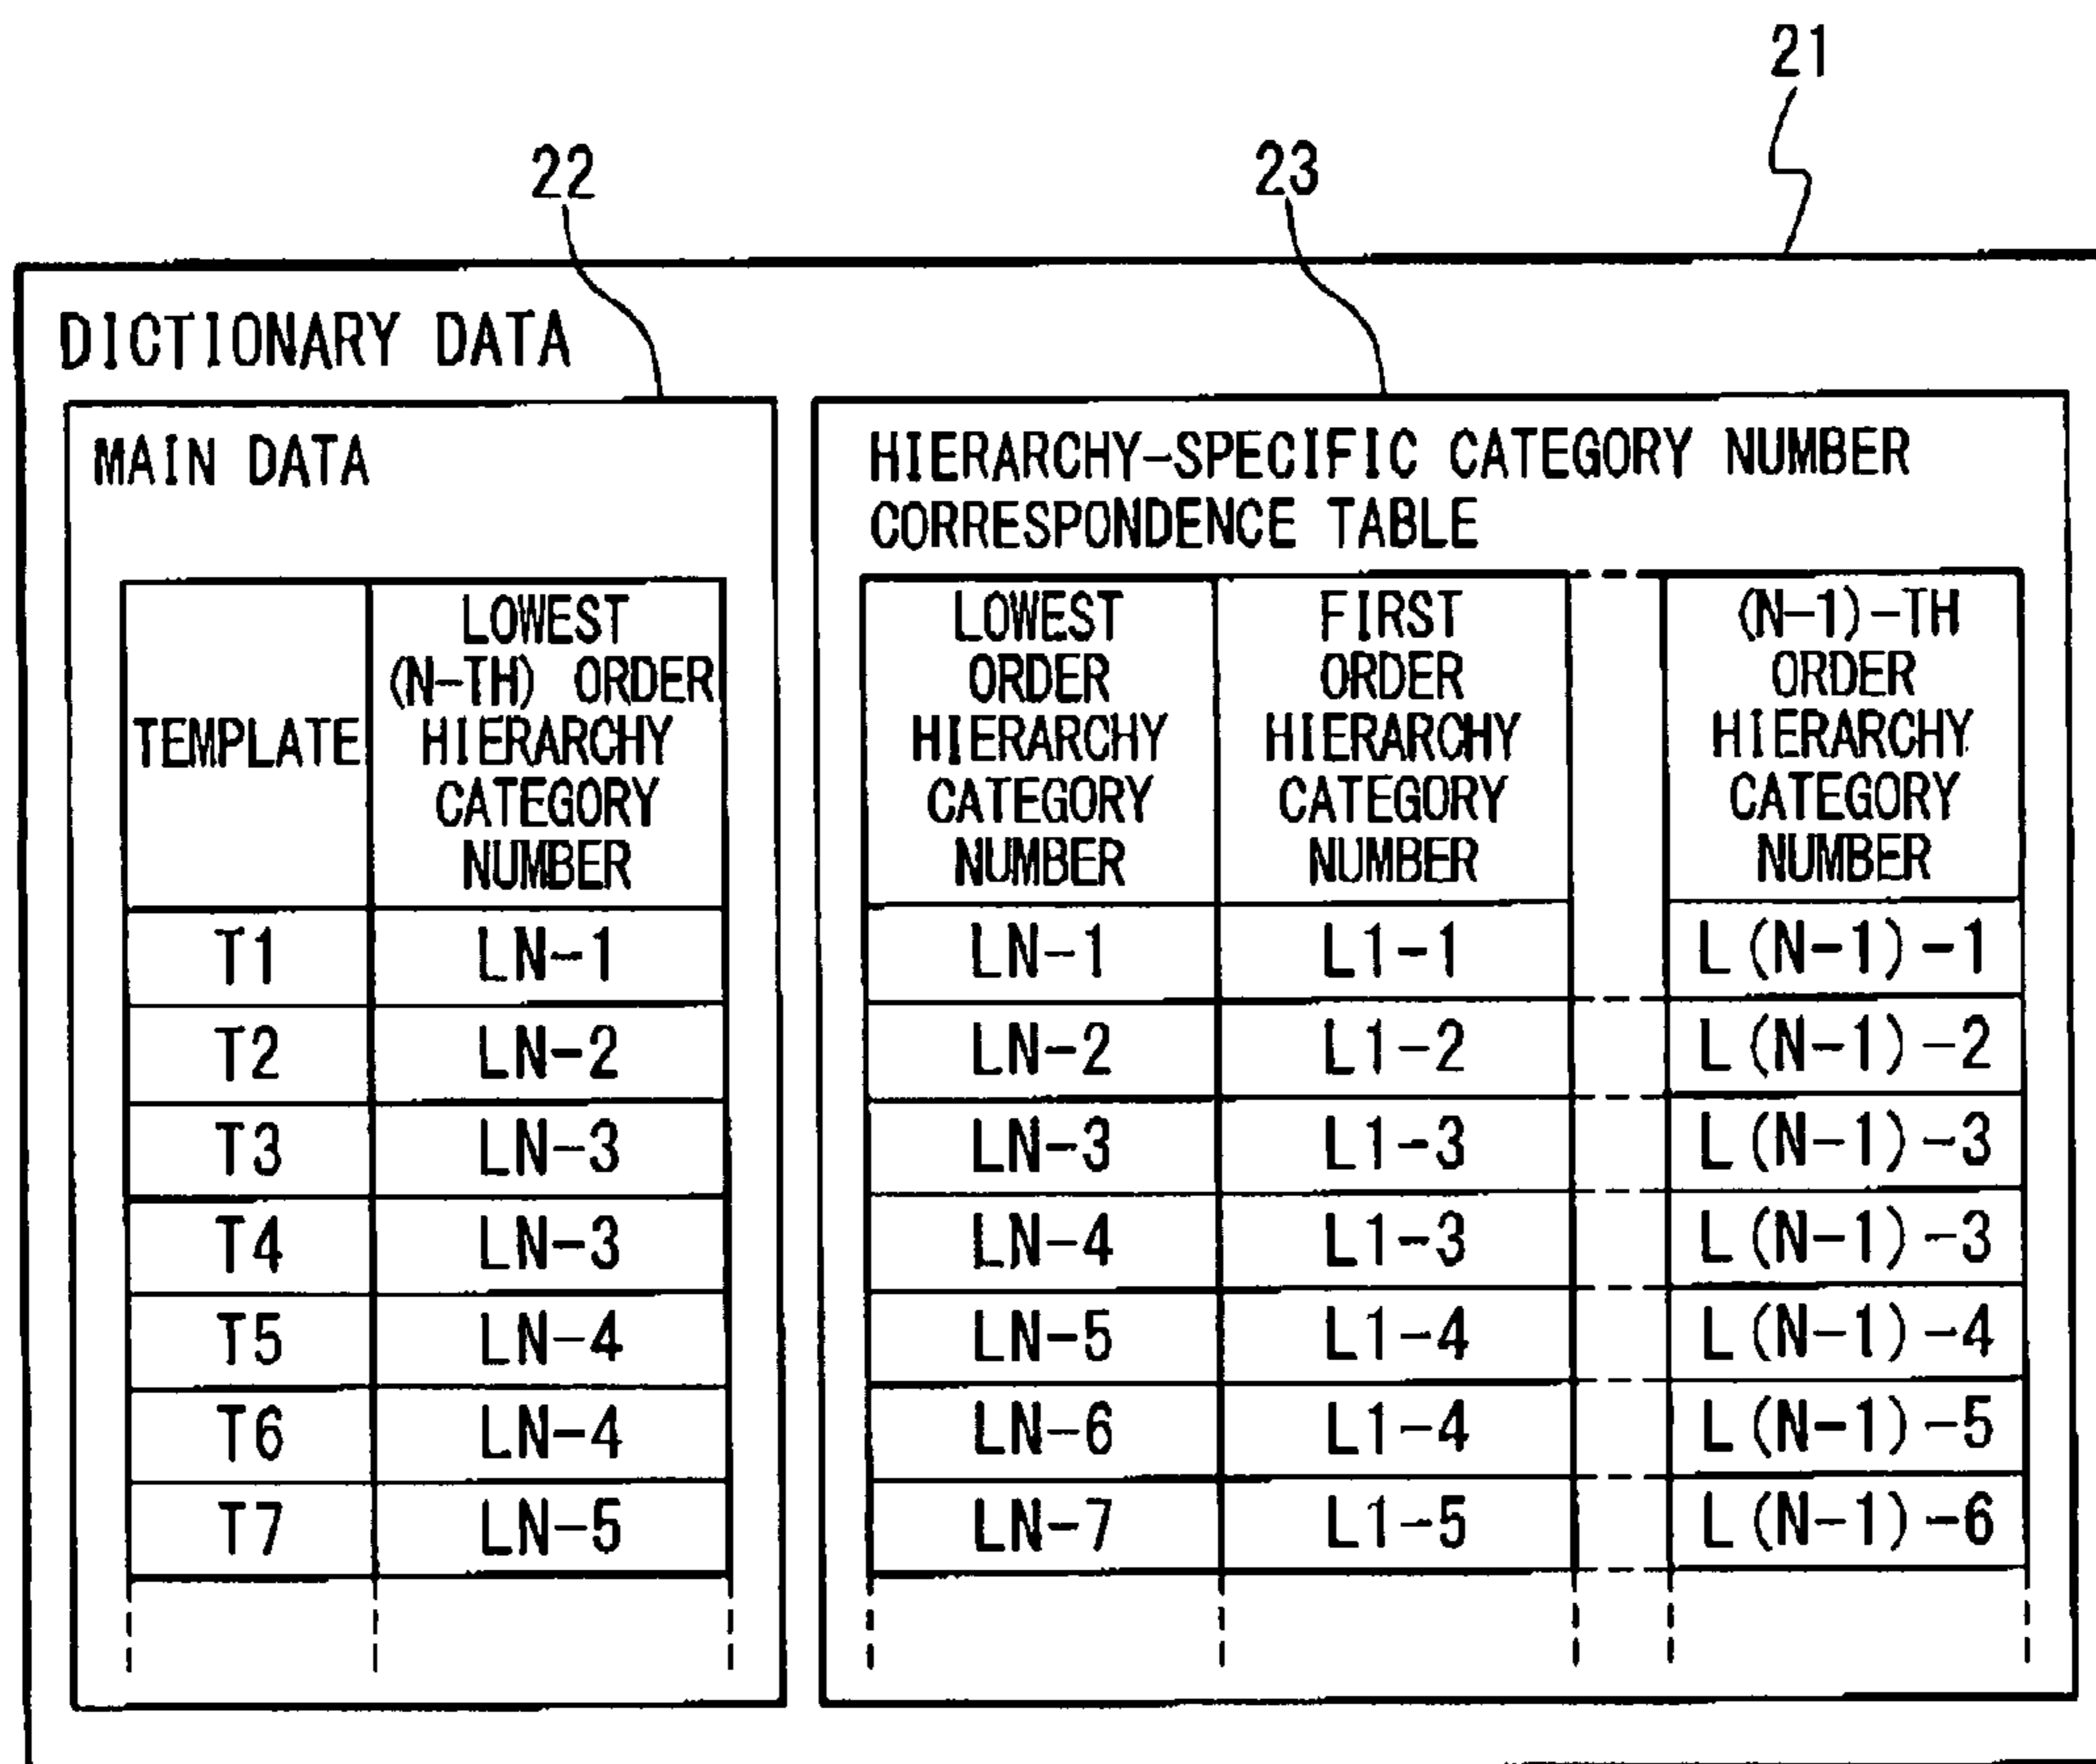 21
22
23
DICTIONARY DATA
MAIN DATA
TEMPLATE
LOWEST
(N-TH) ORDER
HIERARCHY
CATEGORY
NUMBER
T1 LN-1
T2 LN-2
T3 LN-3
T4 LN-3
T5 LN-4
T6 LN-4
T7 LN-5
HIERARCHY-SPECIFIC CATEGORY NUMBER
CORRESPONDENCE TABLE
LOWEST
ORDER
HIERARCHY
CATEGORY
NUMBER
FIRST
ORDER
HIERARCHY
CATEGORY
NUMBER
(N-1)-TH
ORDER
HIERARCHY
CATEGORY
NUMBER
LN-1 L1-1 L(N-1)-1
LN-2 L1-2 L(N-1)-2
LN-3 L1-3 L(N-1)-3
LN-4 L1-3 L(N-1)-3
LN-5 L1-4 L(N-1)-4
LN-6 L1-4 L(N-1)-5
LN-7 L1-5 L(N-1)-6